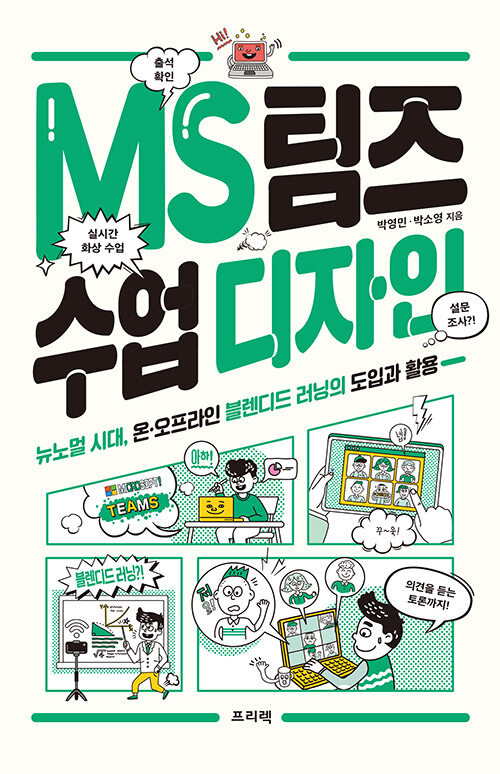 Hi!
출석
확인
MS 팀즈
박영민·박소영 지음
실시간
화상 수업
수업 디자인
설문
조사?!
뉴노멀 시대, 온·오프라인 블렌디드 러닝의 도입과 활용
아하!
MICROSOFT
TEAMS
꾸~욱!
블렌디드 러닝?!
의견을 듣는
토론까지!
프리렉